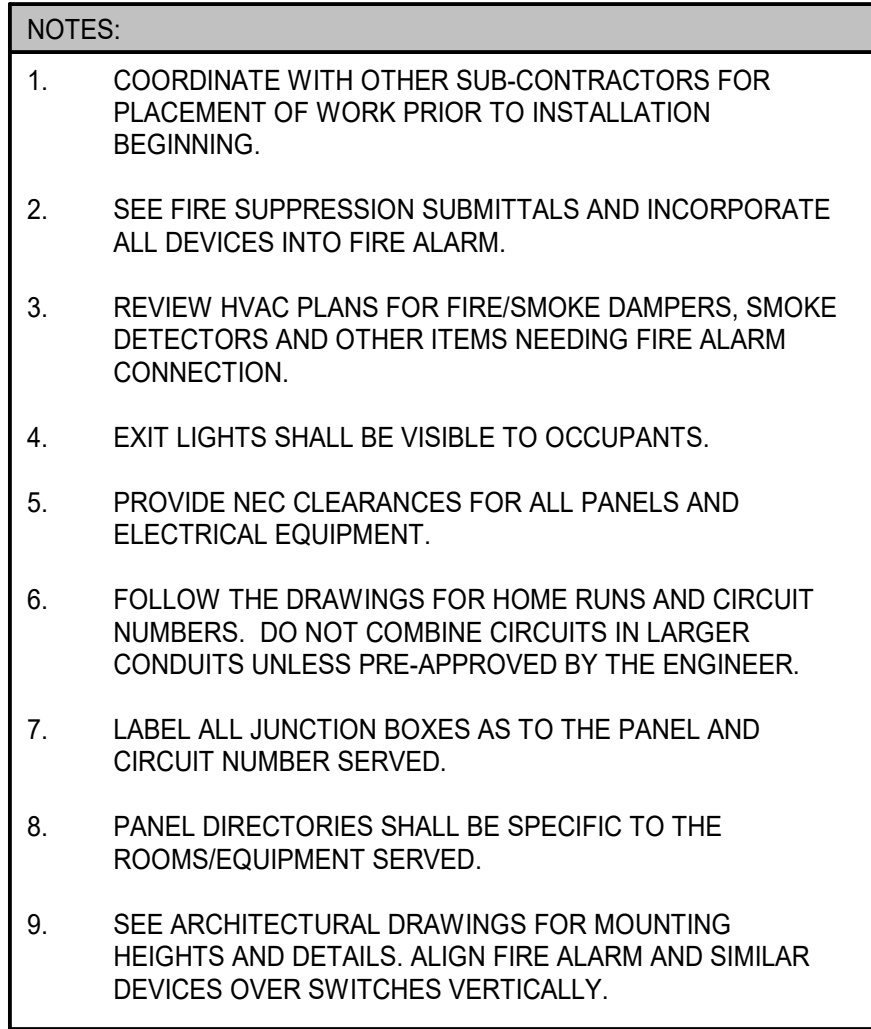 NOTES:
1. COORDINATE WITH OTHER SUB-CONTRACTORS FOR
PLACEMENT OF WORK PRIOR TO INSTALLATION
BEGINNING.
2. SEE FIRE SUPPRESSION SUBMITTALS AND INCORPORATE
ALL DEVICES INTO FIRE ALARM.
3. REVIEW HVAC PLANS FOR FIRE/SMOKE DAMPERS, SMOKE
DETECTORS AND OTHER ITEMS NEEDING FIRE ALARM
CONNECTION.
4. EXIT LIGHTS SHALL BE VISIBLE TO OCCUPANTS.
5. PROVIDE NEC CLEARANCES FOR ALL PANELS AND
ELECTRICAL EQUIPMENT.
6. FOLLOW THE DRAWINGS FOR HOME RUNS AND CIRCUIT
NUMBERS. DO NOT COMBINE CIRCUITS IN LARGER
CONDUITS UNLESS PRE-APPROVED BY THE ENGINEER.
7. LABEL ALL JUNCTION BOXES AS TO THE PANEL AND
CIRCUIT NUMBER SERVED.
8. PANEL DIRECTORIES SHALL BE SPECIFIC TO THE
ROOMS/EQUIPMENT SERVED.
9. SEE ARCHITECTURAL DRAWINGS FOR MOUNTING
HEIGHTS AND DETAILS. ALIGN FIRE ALARM AND SIMILAR
DEVICES OVER SWITCHES VERTICALLY.